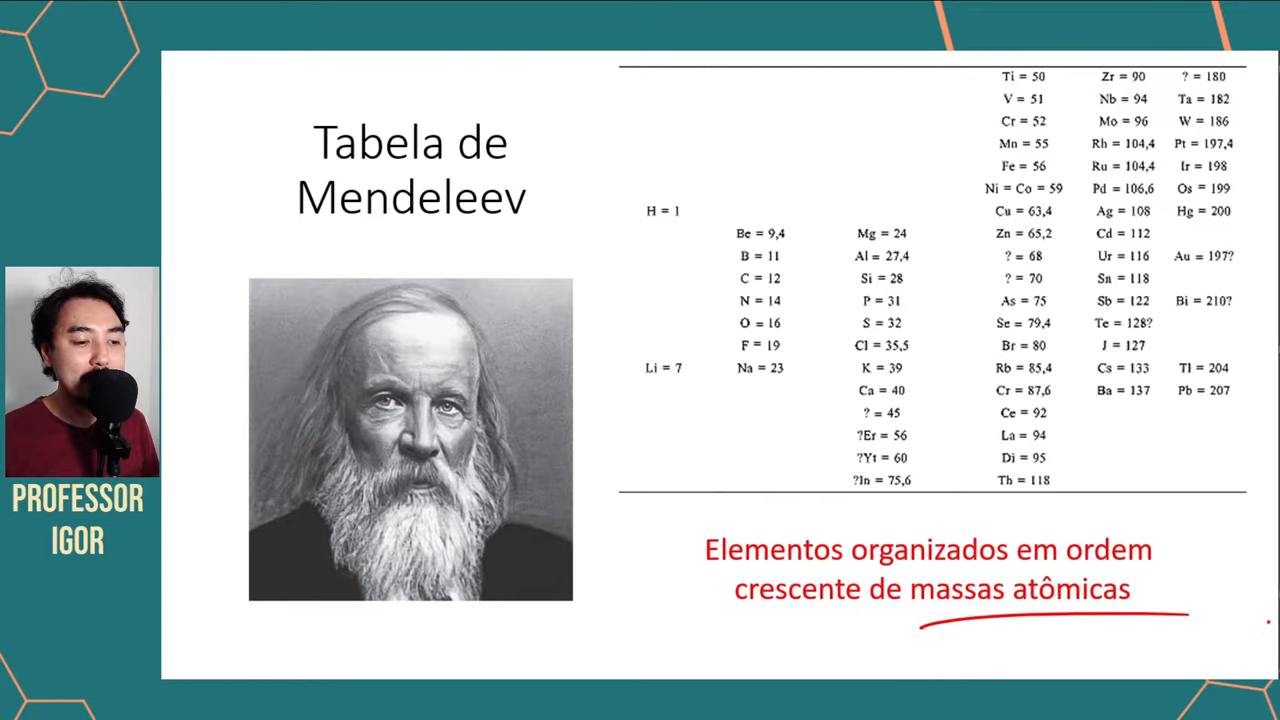 Tabela de
Mendeleev
Ti = 50 Zr = 90 ? = 180
V = 51 Nb = 94 Ta = 182
Cr = 52 Mo = 96 W = 186
Mn = 55 Rh = 104,4 Pt = 197,4
Fe = 56 Ru = 104,4 Ir = 198
Ni = Co = 59 Pd = 106,6 Os = 199
H = 1 Cu = 63,4 Ag = 108 Hg = 200
Be = 9,4 Mg = 24 Zn = 65,2 Cd = 112
B = 11 Al = 27,4 ? = 68 Ur = 116 Au = 197?
C = 12 Si = 28 ? = 70 Sn = 118
N = 14 P = 31 As = 75 Sb = 122 Bi = 210?
O = 16 S = 32 Se = 79,4 Te = 128?
F = 19 Cl = 35,5 Br = 80 J = 127
Li = 7 Na = 23 K = 39 Rb = 85,4 Cs = 133 Tl = 204
Ca = 40 Cr = 87,6 Ba = 137 Pb = 207
? = 45 Ce = 92
?Er = 56 La = 94
?Yt = 60 Di = 95
?In = 75,6 Th = 118
Elementos organizados em ordem
crescente de massas atômicas
PROFESSOR
IGOR